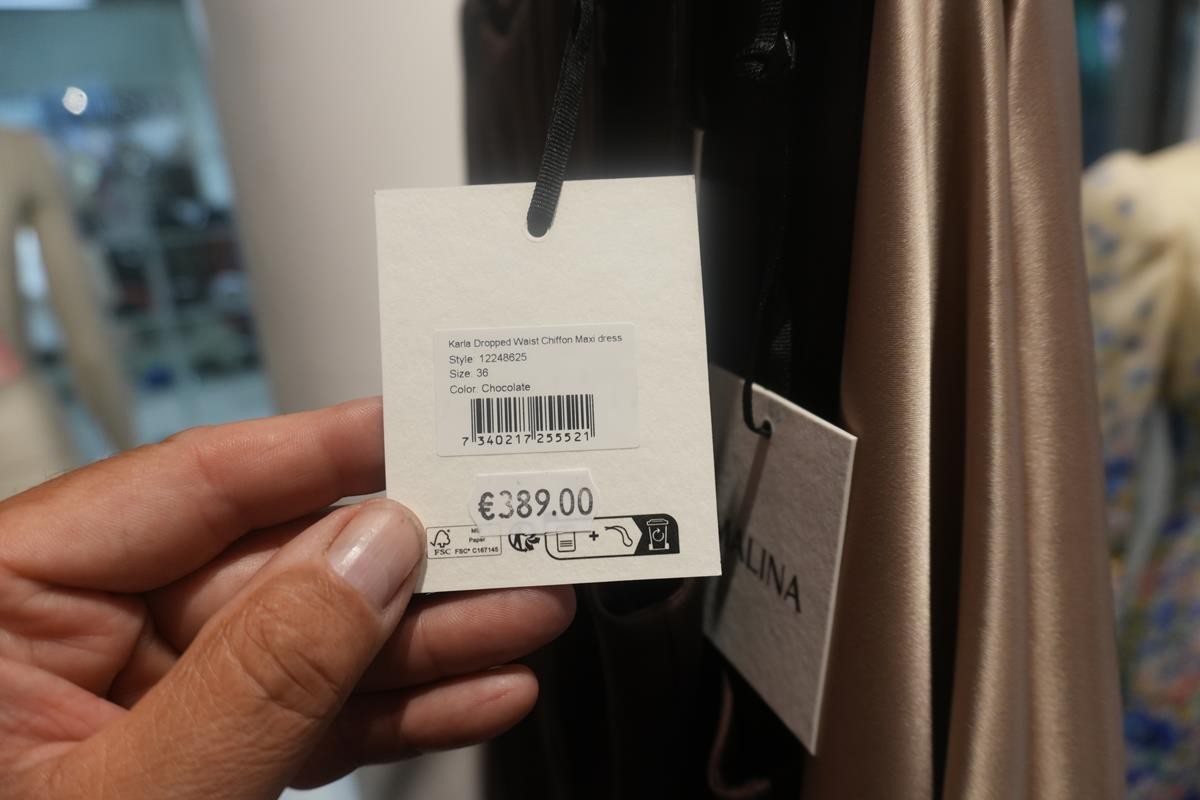 Karla Dropped Waist Chiffon Maxi dress
Style: 12248625
Size: 36
Color: Chocolate
7 340217 255521
€389.00
FSC
Paper
FSC® C167145
+
ALINA